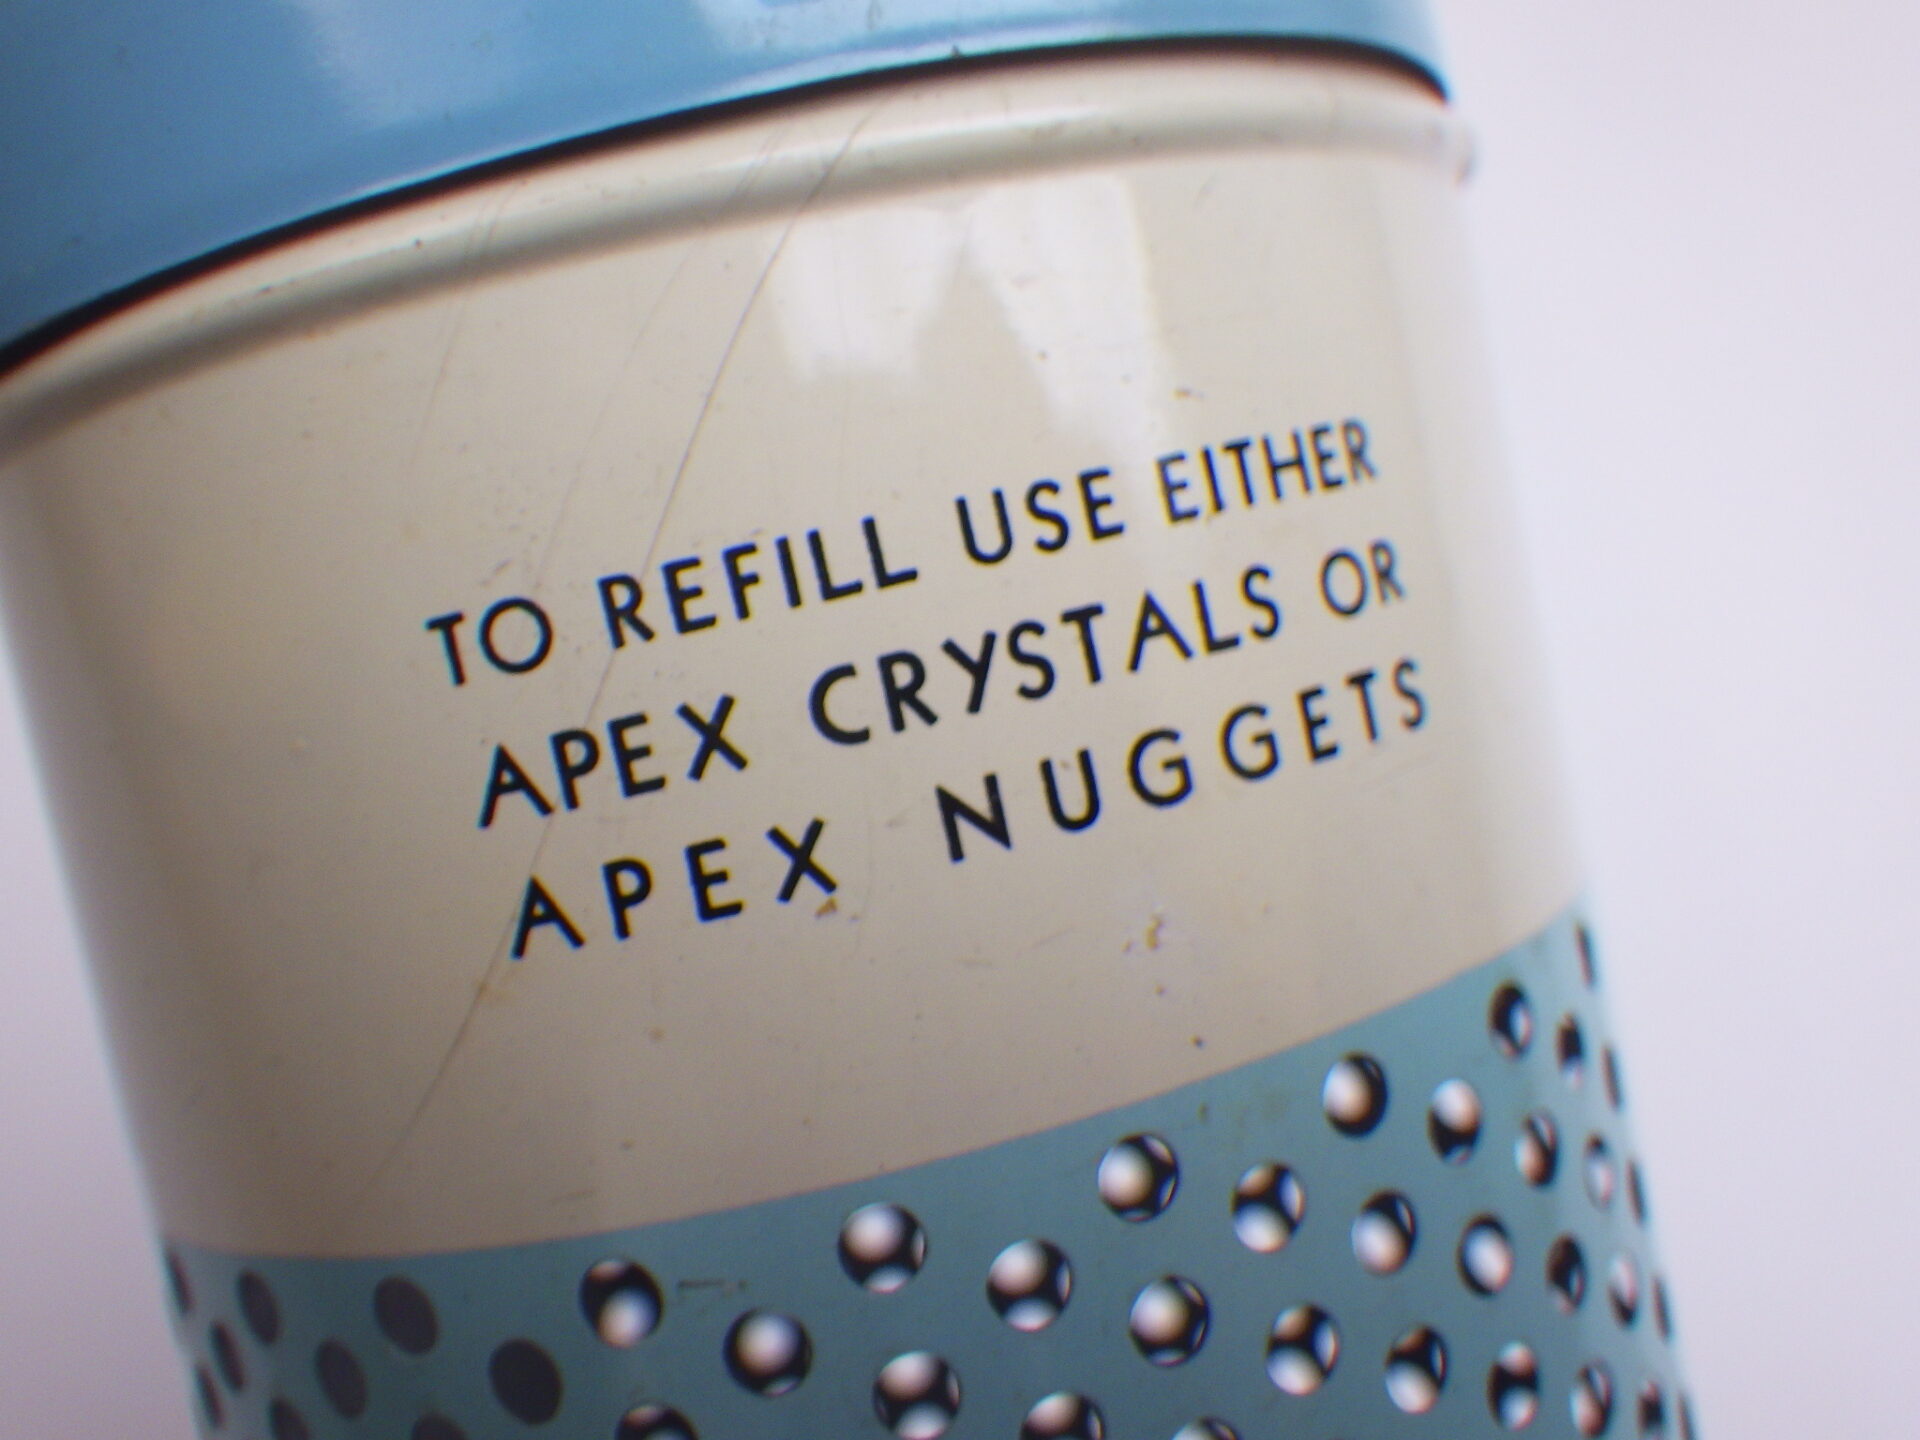 TO REFILL USE EITHER
APEX CRYSTALS OR
APEX NUGGETS